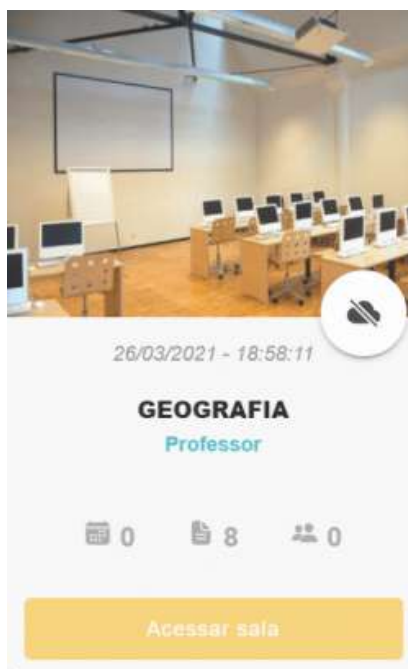 26/03/2021 - 18:58:11
GEOGRAFIA
Professor
0 8 0
Acessar sala